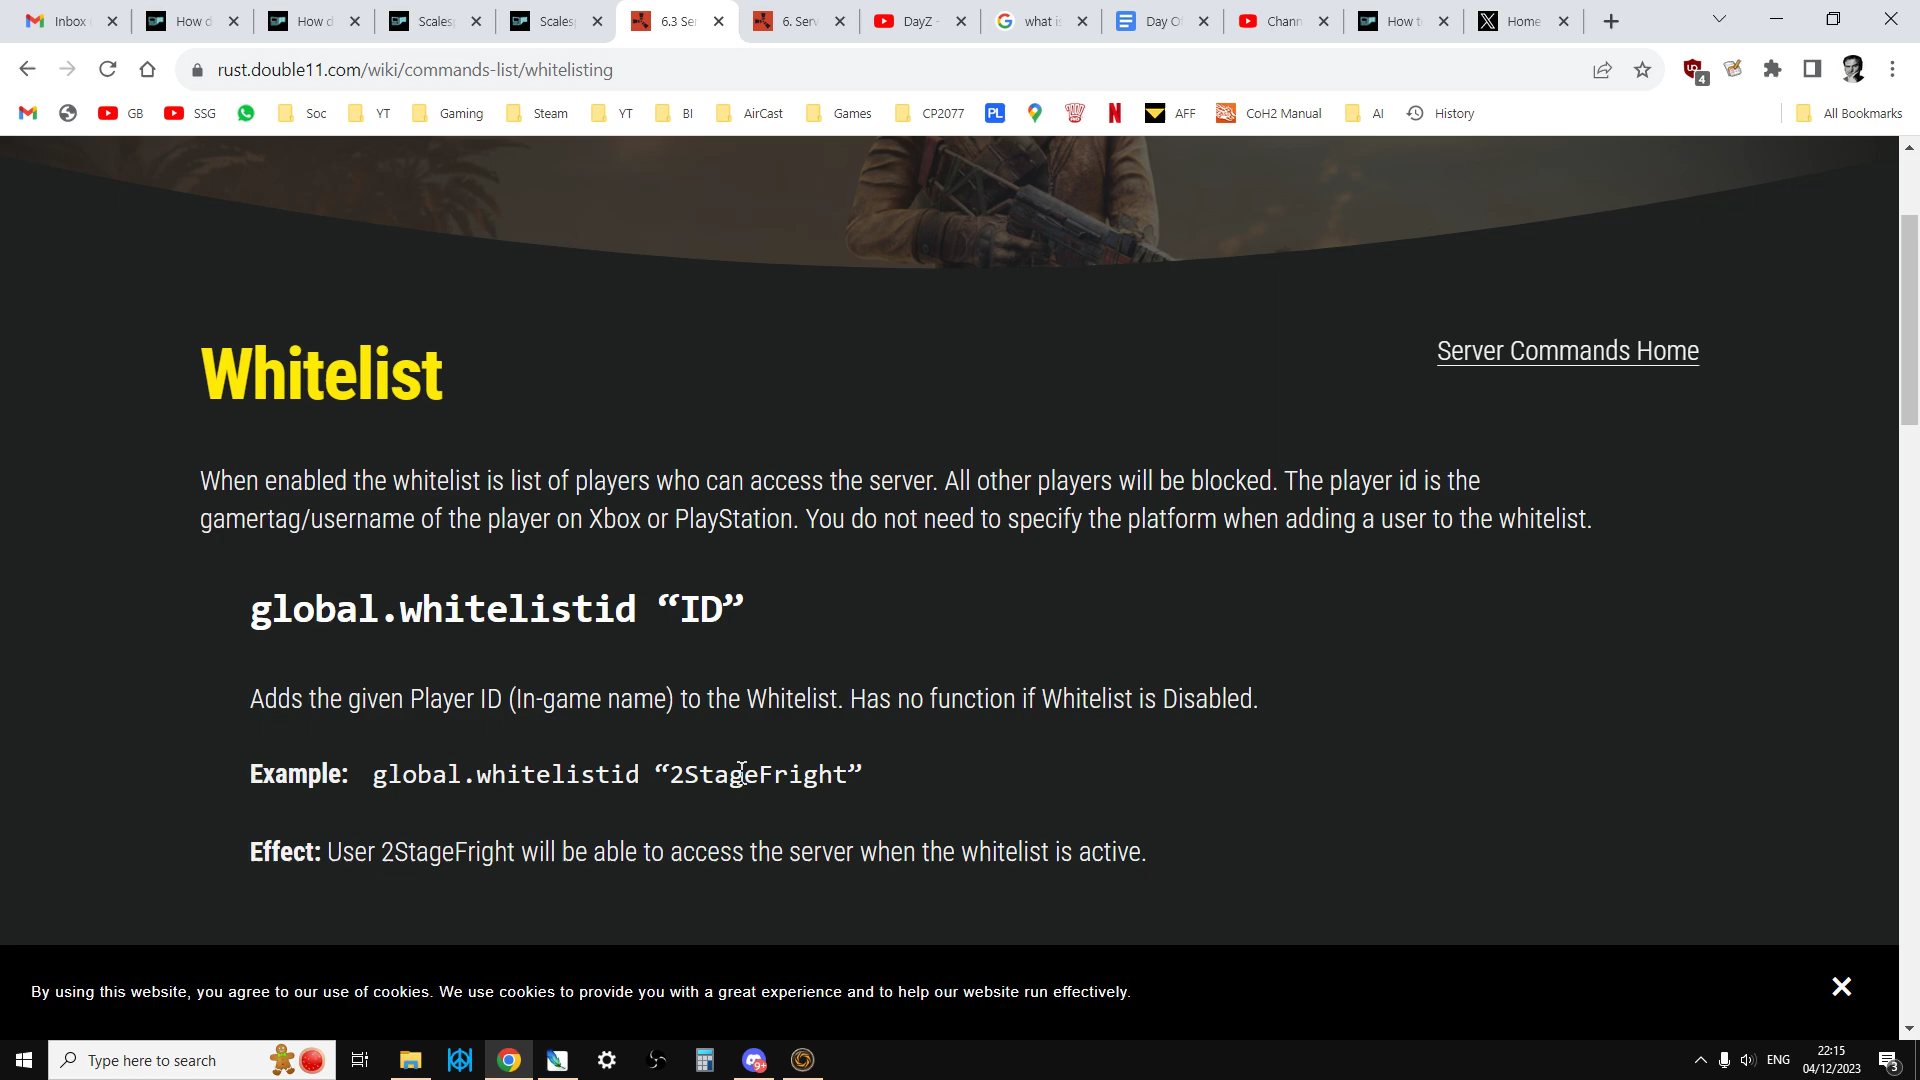 Inbox
How d
How d
Scales
Scales
6.3 Ser
6. Serv
DayZ -
what is
Day O
Chann
How t
Home
rust.double11.com/wiki/commands-list/whitelisting
4
GB
SSG
Soc
YT
Gaming
Steam
YT
BI
AirCast
Games
CP2077
PL
N
AFF
CoH2 Manual
AI
History
All Bookmarks
Whitelist
Server Commands Home
When enabled the whitelist is list of players who can access the server. All other players will be blocked. The player id is the
gamertag/username of the player on Xbox or PlayStation. You do not need to specify the platform when adding a user to the whitelist.
global.whitelistid “ID”
Adds the given Player ID (In-game name) to the Whitelist. Has no function if Whitelist is Disabled.
Example: global.whitelistid “2StageFright”
Effect: User 2StageFright will be able to access the server when the whitelist is active.
By using this website, you agree to our use of cookies. We use cookies to provide you with a great experience and to help our website run effectively.
Type here to search
9+
ENG
22:15
04/12/2023
3